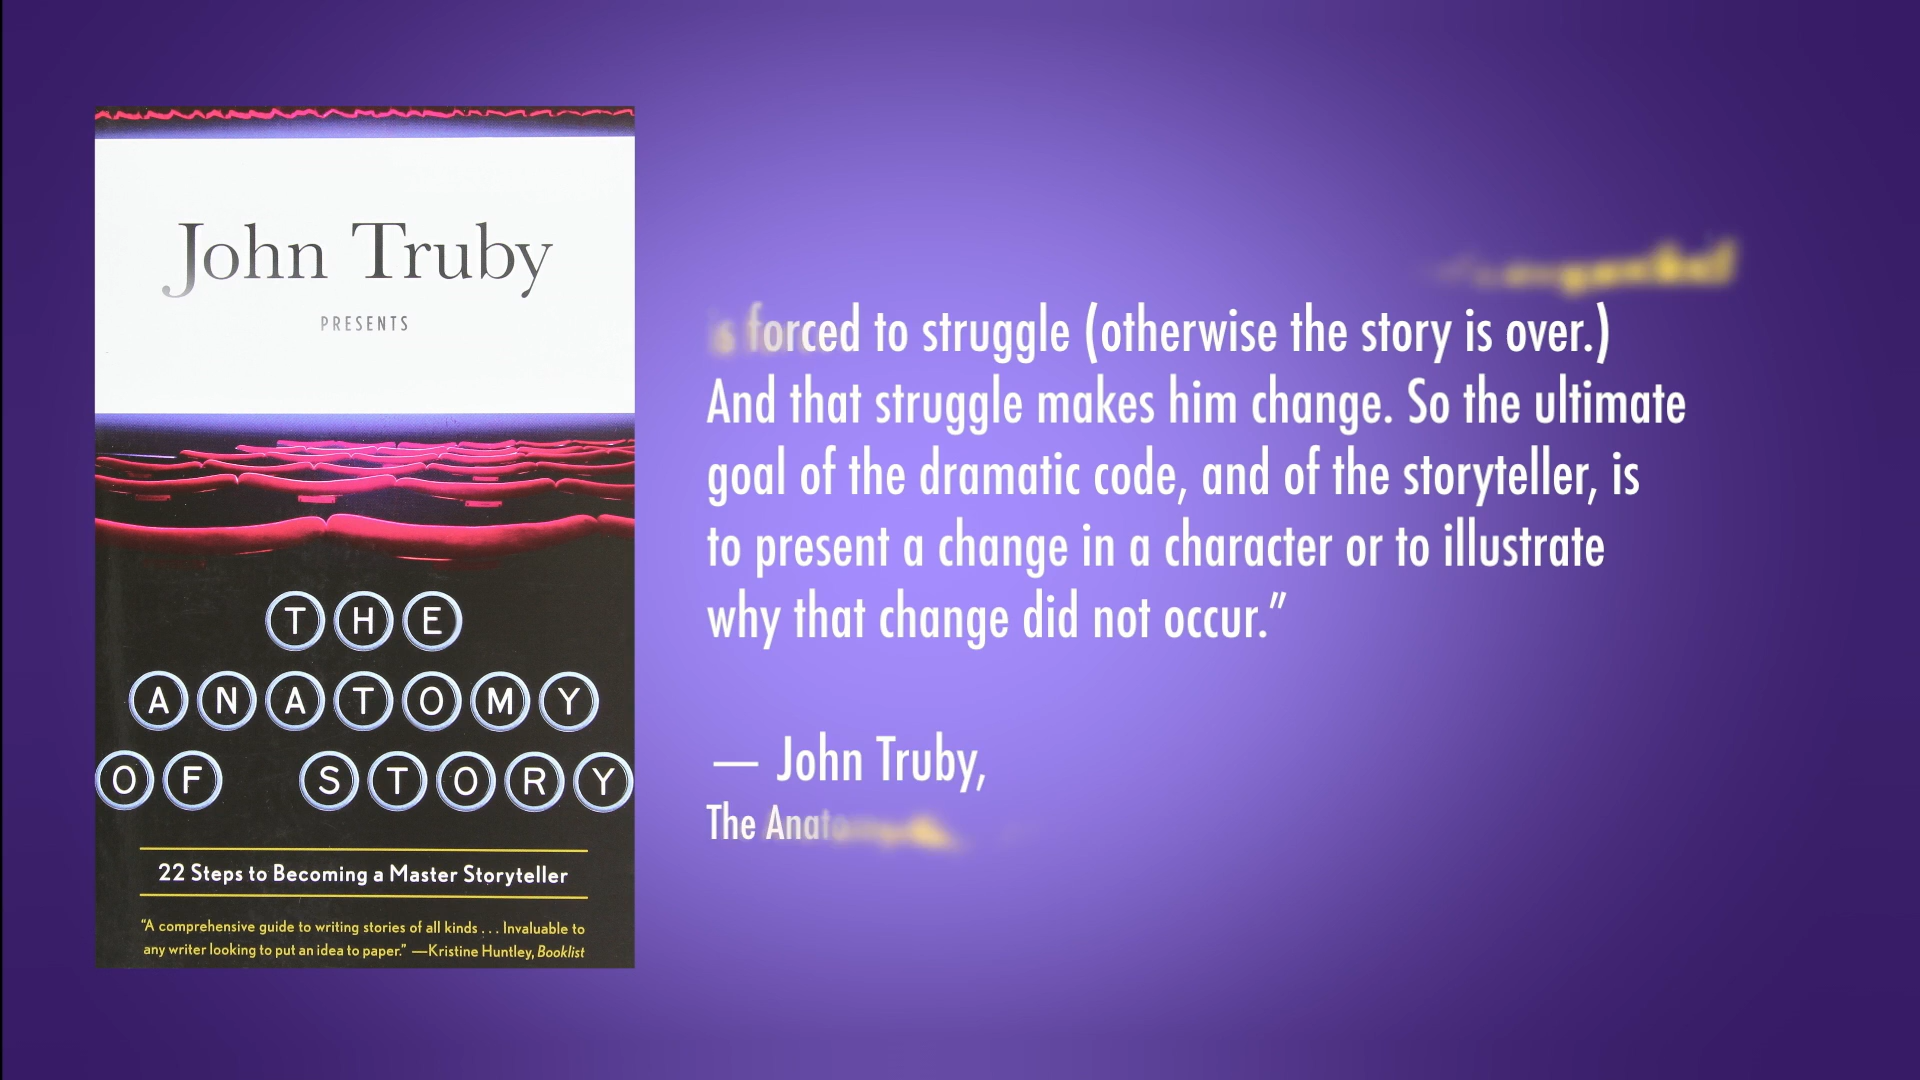 John Truby
PRESENTS
THE
ANATOMY
OF STORY
22 Steps to Becoming a Master Storyteller
“A comprehensive guide to writing stories of all kinds . . . Invaluable to
any writer looking to put an idea to paper.” —Kristine Huntley, Booklist
is forced to struggle (otherwise the story is over.)
And that struggle makes him change. So the ultimate
goal of the dramatic code, and of the storyteller, is
to present a change in a character or to illustrate
why that change did not occur.”
— John Truby,
The